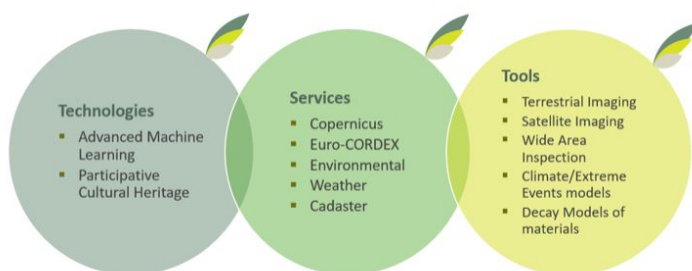 Technologies
▪ Advanced Machine
Learning
▪ Participative
Cultural Heritage
Services
▪ Copernicus
▪ Euro-CORDEX
▪ Environmental
▪ Weather
▪ Cadaster
Tools
▪ Terrestrial Imaging
▪ Satellite Imaging
▪ Wide Area
Inspection
▪ Climate/Extreme
Events models
▪ Decay Models of
materials